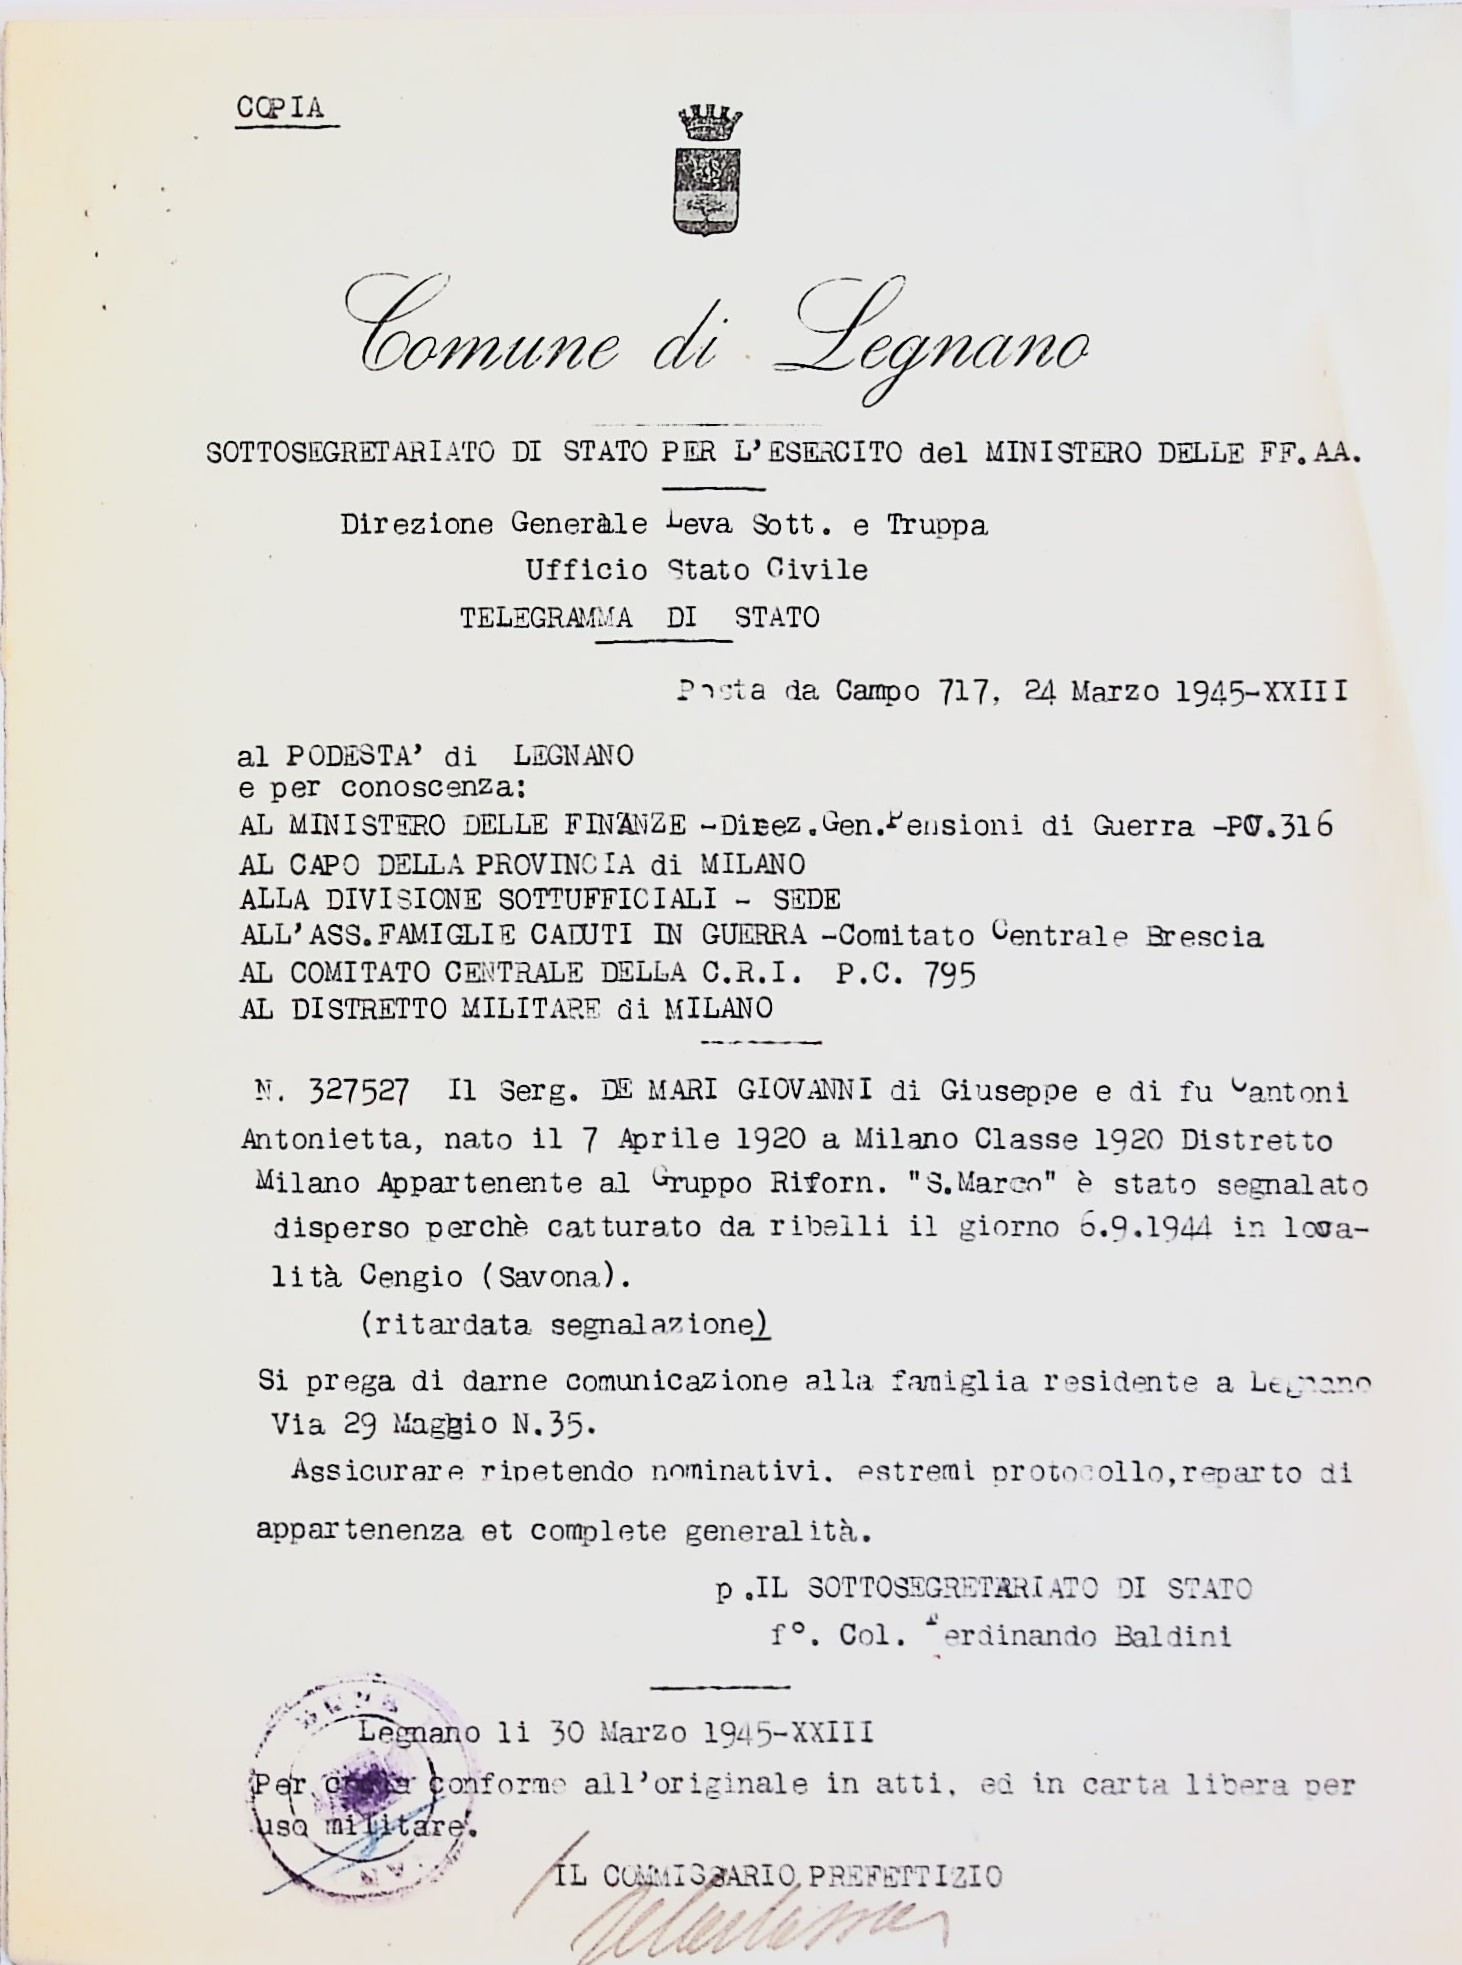 COPIA
Comune di Legnano
SOTTOSEGRETARIATO DI STATO PER L'ESERCITO del MINISTERO DELLE FF.AA.
Direzione Generale Leva Sott. e Truppa
Ufficio Stato Civile
TELEGRAMMA DI STATO
Posta da Campo 717, 24 Marzo 1945-XXIII
al PODESTA' di LEGNANO
e per conoscenza:
AL MINISTERO DELLE FINANZE -Direz.Gen.Pensioni di Guerra -PC.316
AL CAPO DELLA PROVINCIA di MILANO
ALLA DIVISIONE SOTTUFFICIALI - SEDE
ALL'ASS.FAMIGLIE CADUTI IN GUERRA -Comitato Centrale Brescia
AL COMITATO CENTRALE DELLA C.R.I. P.C. 795
AL DISTRETTO MILITARE di MILANO
N. 327527 Il Serg. DE MARI GIOVANNI di Giuseppe e di fu Cantoni
Antonietta, nato il 7 Aprile 1920 a Milano Classe 1920 Distretto
Milano Appartenente al Gruppo Riforn. "S.Marco" è stato segnalato
disperso perchè catturato da ribelli il giorno 6.9.1944 in loca-
lità Cengio (Savona).
(ritardata segnalazione)
Si prega di darne comunicazione alla famiglia residente a Legnano
Via 29 Maggio N.35.
Assicurare ripetendo nominativi. estremi protocollo,reparto di
appartenenza et complete generalità.
p.IL SOTTOSEGRETARIATO DI STATO
f°. Col. Ferdinando Baldini
Legnano li 30 Marzo 1945-XXIII
Per copia conforme all'originale in atti, ed in carta libera per
uso militare.
IL COMMISSARIO PREFETTIZIO